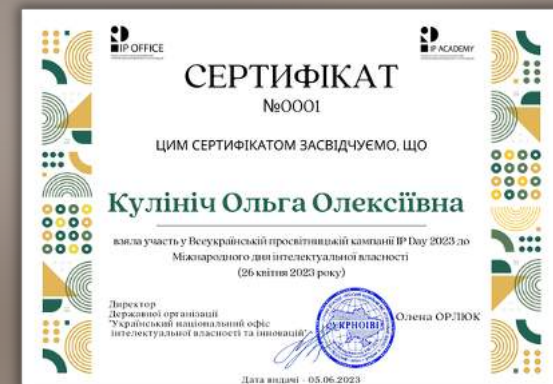 IP OFFICE
IP ACADEMY
СЕРТИФІКАТ
№0001
ЦИМ СЕРТИФІКАТОМ ЗАСВІДЧУЄМО, ЩО
Кулініч Ольга Олексіївна
взяла участь у Всеукраїнській просвітницькій кампанії IP Day 2023 до
Міжнародного дня інтелектуальної власності
(26 квітня 2023 року)
Директор
Державної організації
"Український національний офіс
інтелектуальної власності та інновацій"
УКРНОІВІ
Олена ОРЛЮК
Дата видачі - 05.06.2023